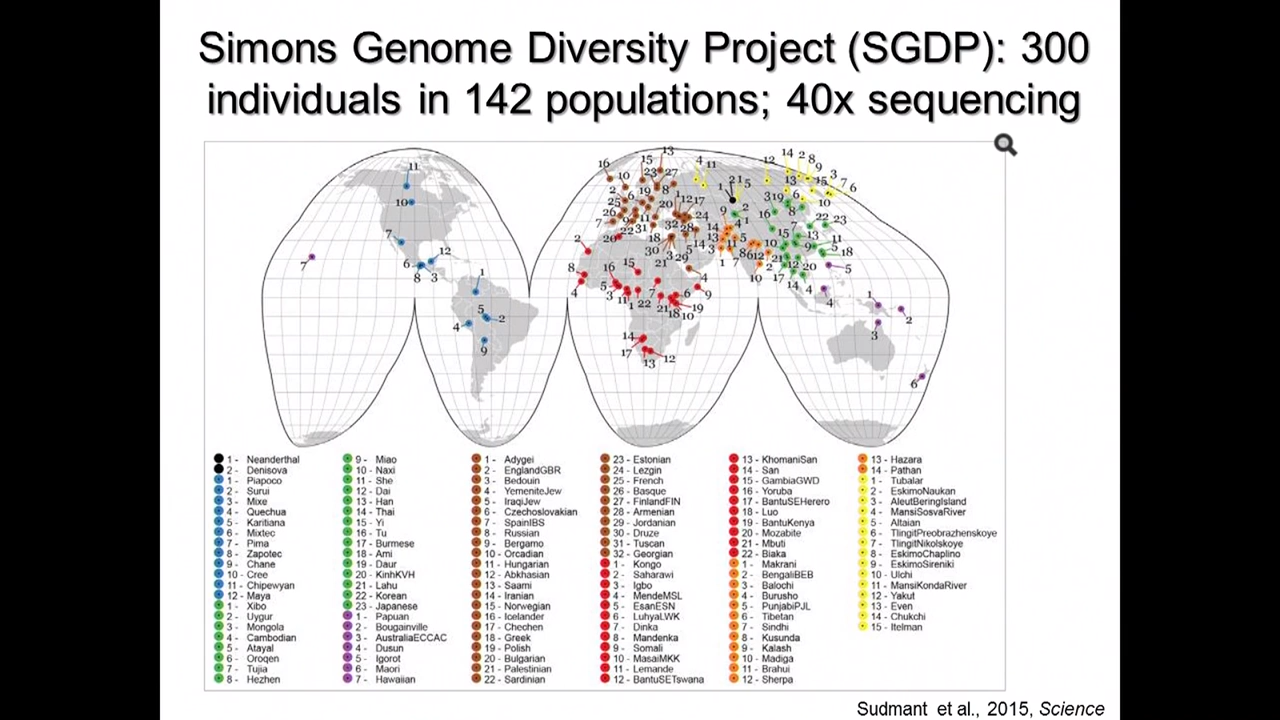 Simons Genome Diversity Project (SGDP): 300
individuals in 142 populations; 40x sequencing
1 - Neanderthal
2 - Denisova
1 - Piapoco
2 - Surui
3 - Mixe
4 - Quechua
5 - Karitiana
6 - Mixtec
7 - Pima
8 - Zapotec
9 - Chane
10 - Cree
11 - Chipewyan
12 - Maya
1 - Xibo
2 - Uygur
3 - Mongola
4 - Cambodian
5 - Atayal
6 - Oroqen
7 - Tujia
8 - Hezhen
9 - Miao
10 - Naxi
11 - She
12 - Dai
13 - Han
14 - Thai
15 - Yi
16 - Tu
17 - Burmese
18 - Ami
19 - Daur
20 - KinhKVH
21 - Lahu
22 - Korean
23 - Japanese
1 - Papuan
2 - Bougainville
3 - AustraliaECCAC
4 - Dusun
5 - Igorot
6 - Maori
7 - Hawaiian
1 - Adygei
2 - EnglandGBR
3 - Bedouin
4 - YemeniteJew
5 - IraqiJew
6 - Czechoslovakian
7 - SpainIBS
8 - Russian
9 - Bergamo
10 - Orcadian
11 - Hungarian
12 - Abkhasian
13 - Saami
14 - Iranian
15 - Norwegian
16 - Icelander
17 - Chechen
18 - Greek
19 - Polish
20 - Bulgarian
21 - Palestinian
22 - Sardinian
23 - Estonian
24 - Lezgin
25 - French
26 - Basque
27 - FinlandFIN
28 - Armenian
29 - Jordanian
30 - Druze
31 - Tuscan
32 - Georgian
1 - Kongo
2 - Saharawi
3 - Igbo
4 - MendeMSL
5 - EsanESN
6 - LuhyaLWK
7 - Dinka
8 - Mandenka
9 - Somali
10 - MasaiMKK
11 - Lemande
12 - BantuSETswana
13 - KhomaniSan
14 - San
15 - GambiaGWD
16 - Yoruba
17 - BantuSEHerero
18 - Luo
19 - BantuKenya
20 - Mozabite
21 - Mbuti
22 - Biaka
1 - Makrani
2 - BengaliBEB
3 - Balochi
4 - Burusho
5 - PunjabiPJL
6 - Tibetan
7 - Sindhi
8 - Kusunda
9 - Kalash
10 - Madiga
11 - Brahui
12 - Sherpa
13 - Hazara
14 - Pathan
1 - Tubalar
2 - EskimoNaukan
3 - AleutBeringIsland
4 - MansiSosvaRiver
5 - Altaian
6 - TlingitPreobrazhenskoye
7 - TlingitNikolskoye
8 - EskimoChaplino
9 - EskimoSireniki
10 - Ulchi
11 - MansiKondaRiver
12 - Yakut
13 - Even
14 - Chukchi
15 - Itelman
Sudmant et al., 2015, Science